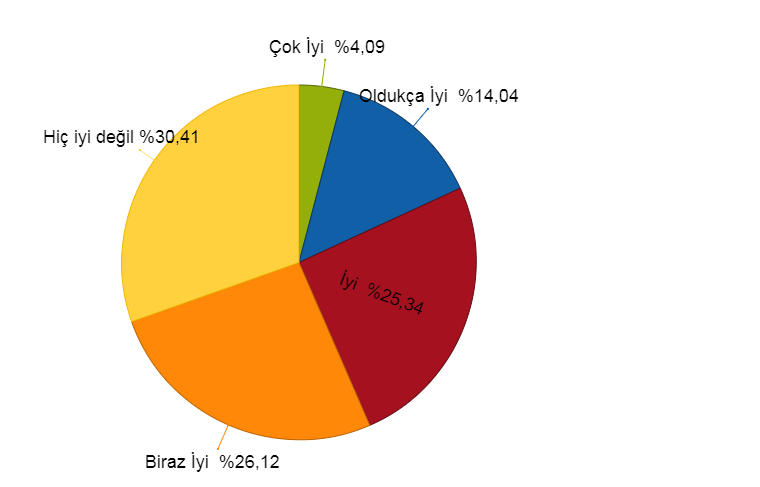 Çok İyi %4,09
Oldukça İyi %14,04
Hiç iyi değil %30,41
İyi %25,34
Biraz İyi %26,12